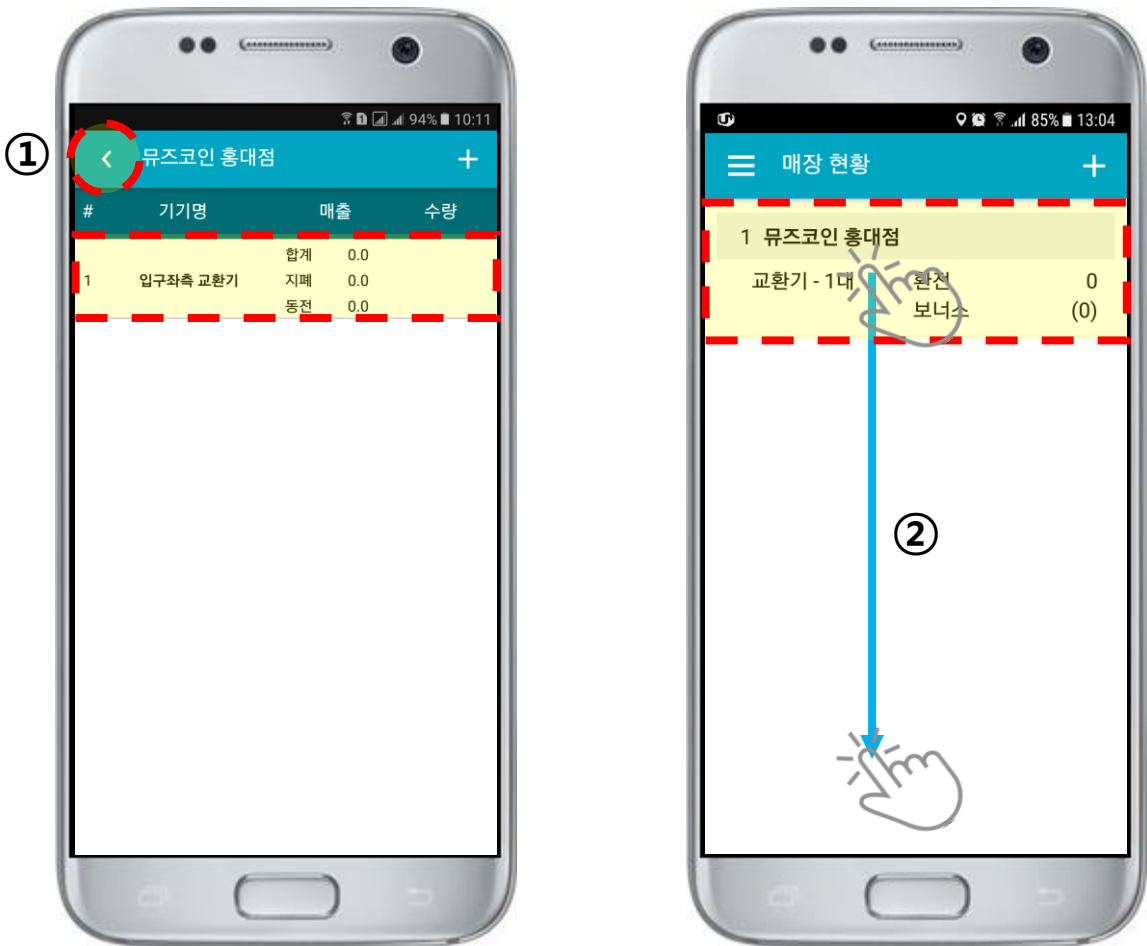 ①
94% 10:11
뮤즈코인 홍대점 +
# 기기명 매출 수량
합계 0.0
1 입구좌측 교환기 지폐 0.0
동전 0.0
85% 13:04
매장 현황 +
1 뮤즈코인 홍대점
교환기 - 1대 환전 0
보너스 (0)
②